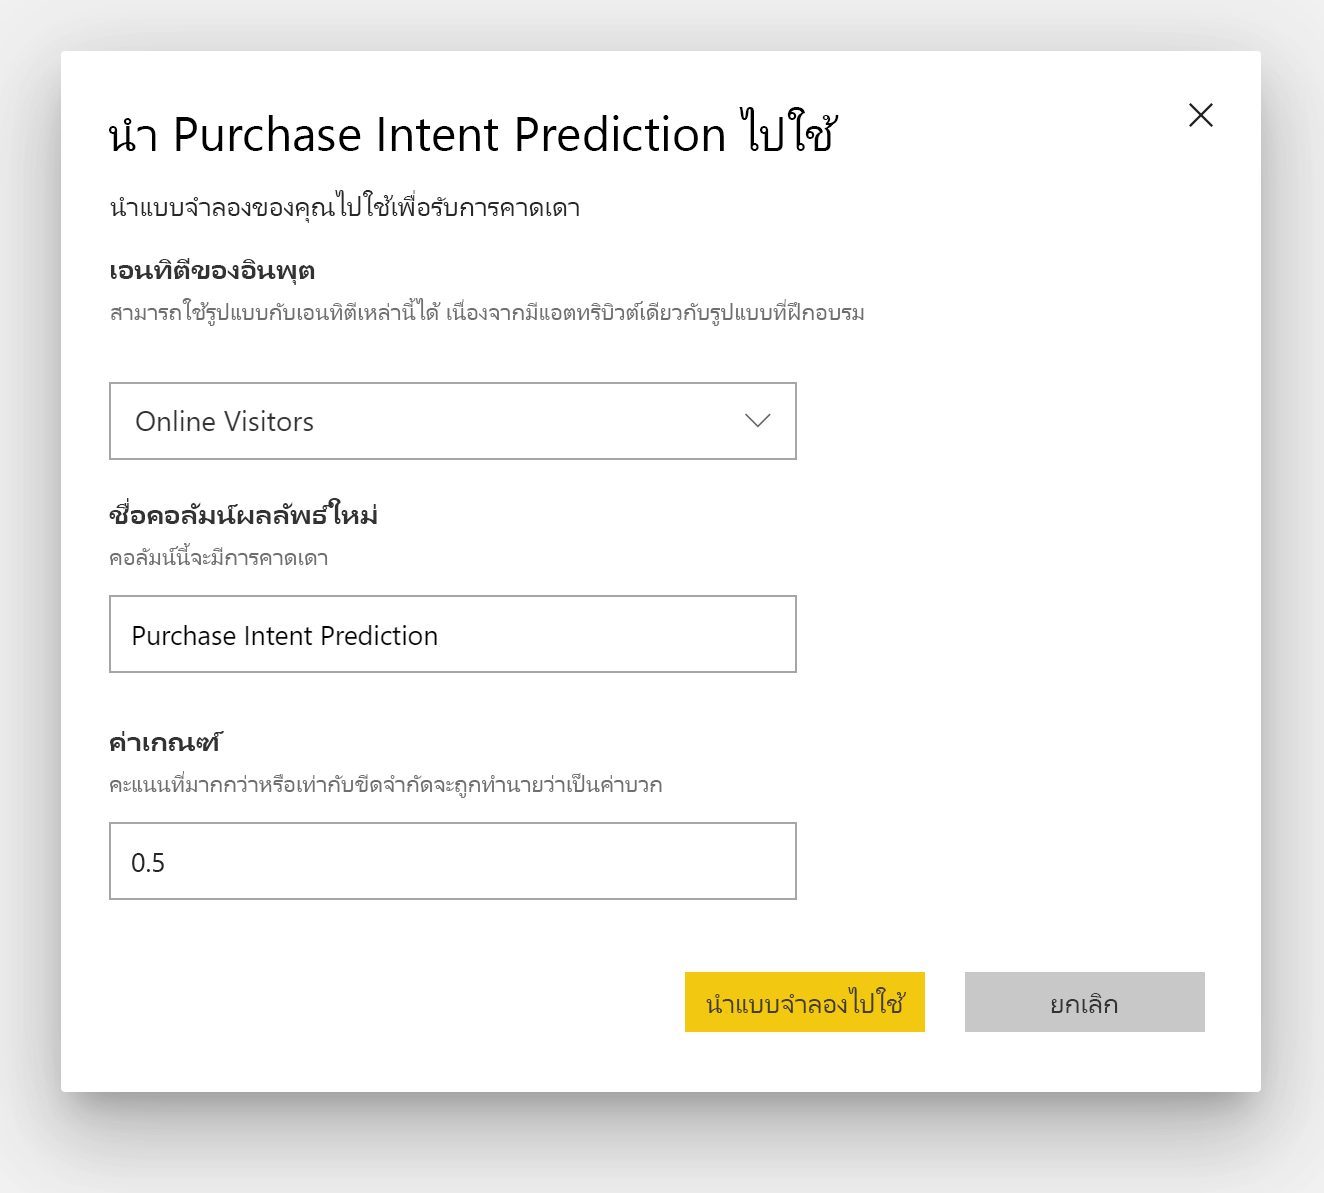 นำ Purchase Intent Prediction ไปใช้
นำแบบจำลองของคุณไปใช้เพื่อรับการคาดเดา
เอนทิตีของอินพุต
สามารถใช้รูปแบบกับเอนทิตีเหล่านี้ได้ เนื่องจากมีแอตทริบิวต์เดียวกับรูปแบบที่ฝึกอบรม
Online Visitors
ชื่อคอลัมน์ผลลัพธ์ใหม่
คอลัมน์นี้จะมีการคาดเดา
Purchase Intent Prediction
ค่าเกณฑ์
คะแนนที่มากกว่าหรือเท่ากับขีดจำกัดจะถูกทำนายว่าเป็นค่าบวก
0.5
นำแบบจำลองไปใช้
ยกเลิก